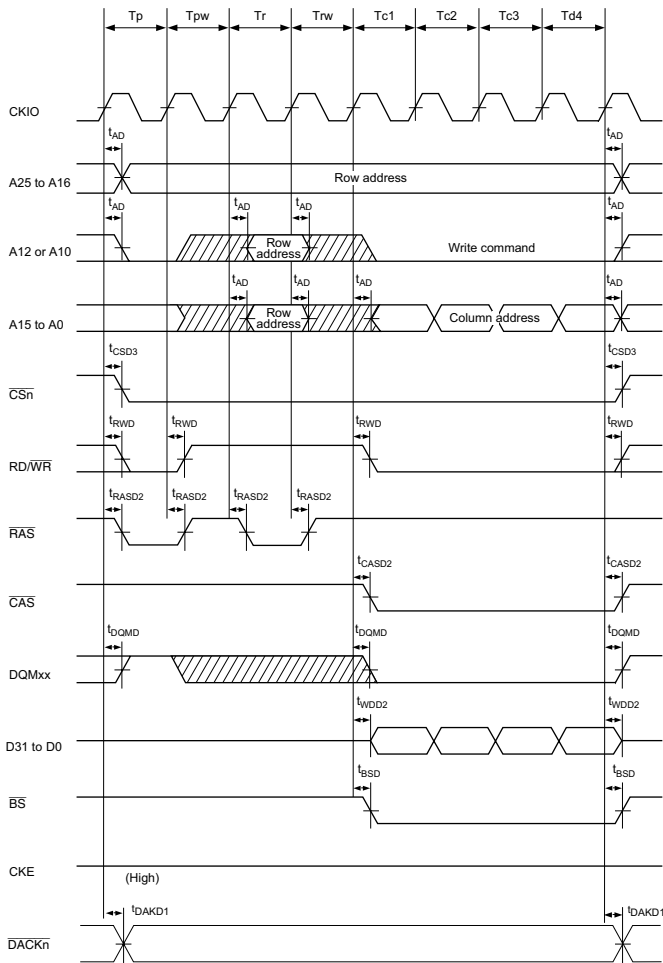 Tp Tpw Tr Trw Tc1 Tc2 Tc3 Td4
CKIO
tAD tAD
A25 to A16 Row address
tAD tAD tAD tAD
A12 or A10 Row address Write command
tAD tAD tAD tAD
A15 to A0 Row address Column address
tCSD3 tCSD3
CSn
tRWD tRWD tRWD tRWD
RD/WR
tRASD2 tRASD2 tRASD2 tRASD2
RAS
tCASD2 tCASD2
CAS
tDQMD tDQMD tDQMD
DQMxx
tWDD2 tWDD2
D31 to D0
tBSD tBSD
BS
CKE
(High)
tDAKD1 tDAKD1
DACKn